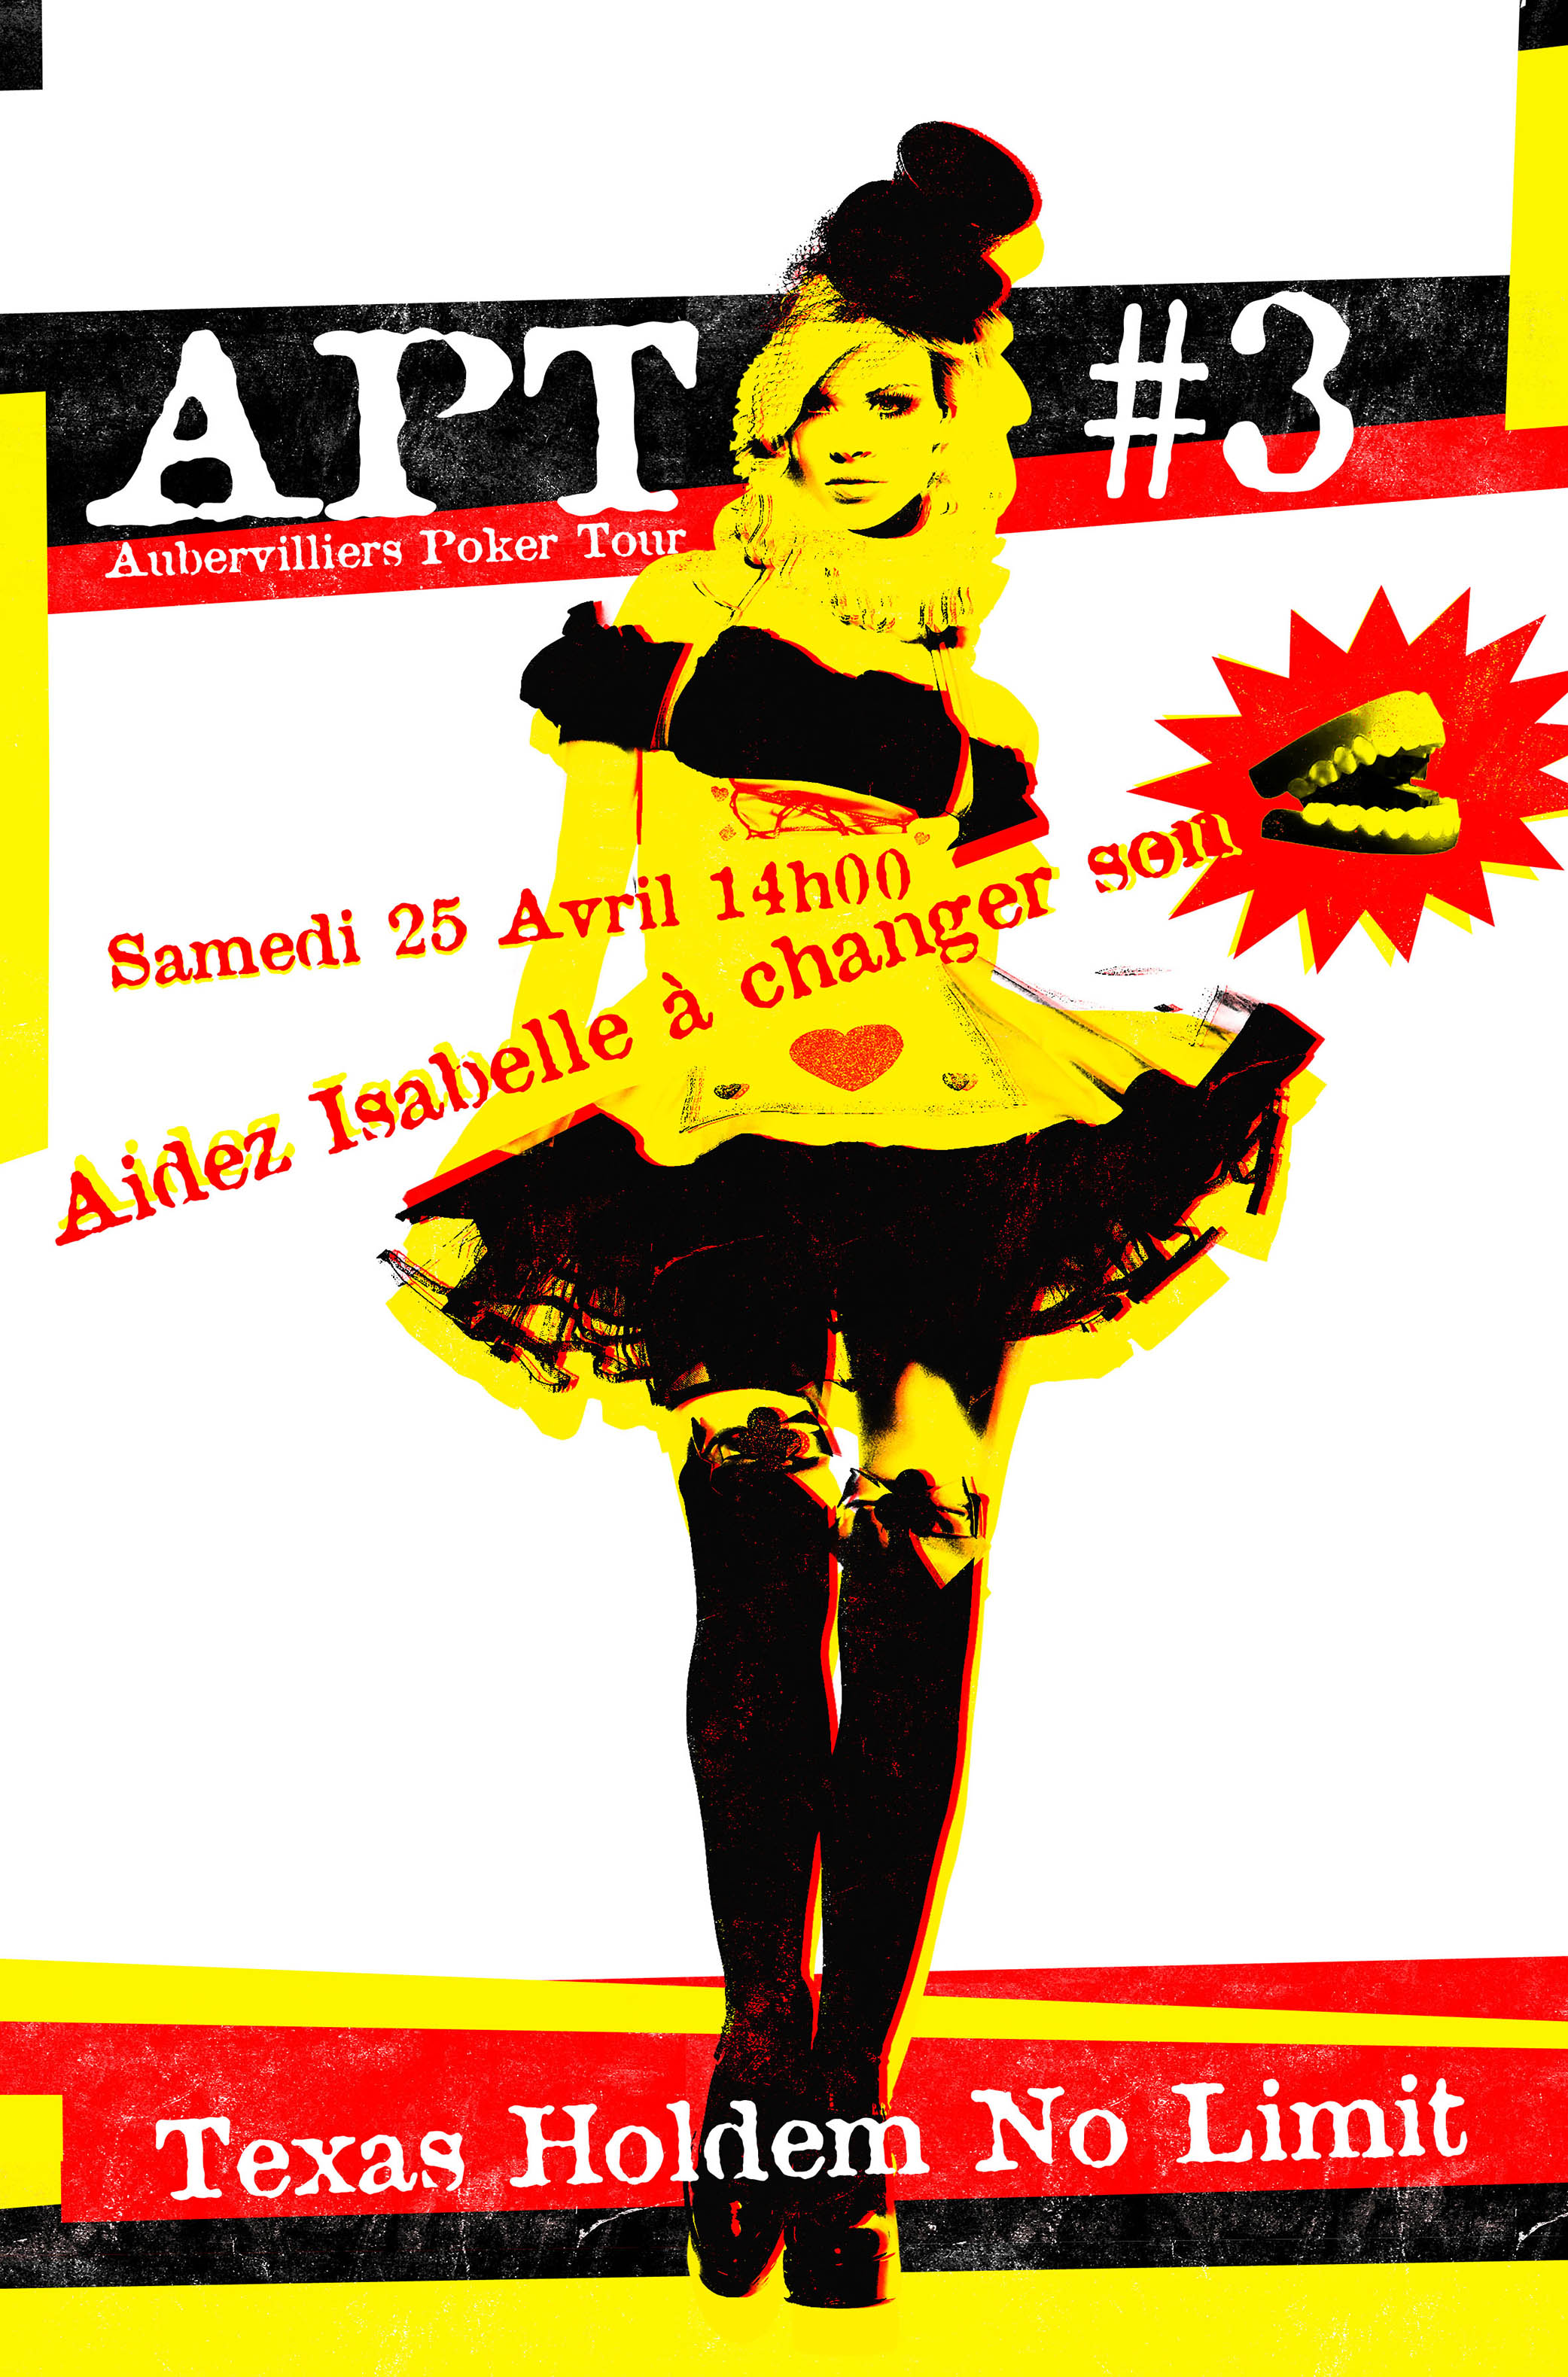 APT #3
Aubervilliers Poker Tour
Samedi 25 Avril 14h00
Aidez Isabelle à changer son
Texas Holdem No Limit